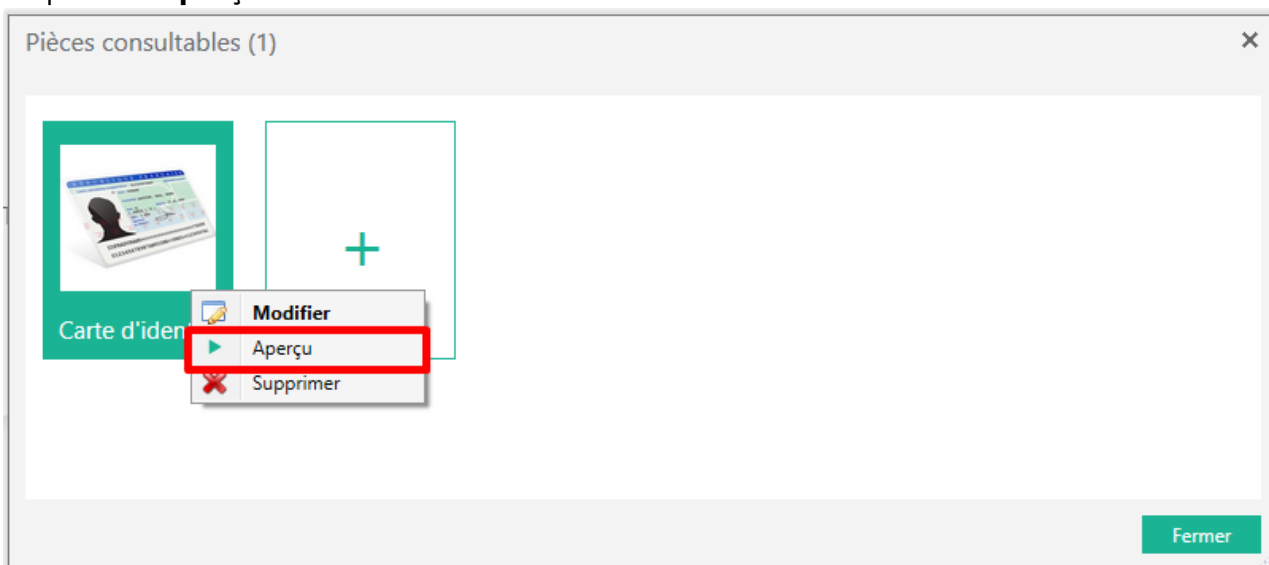 Pièces consultables (1)
+
Carte d'iden
Modifier
Aperçu
Supprimer
Fermer